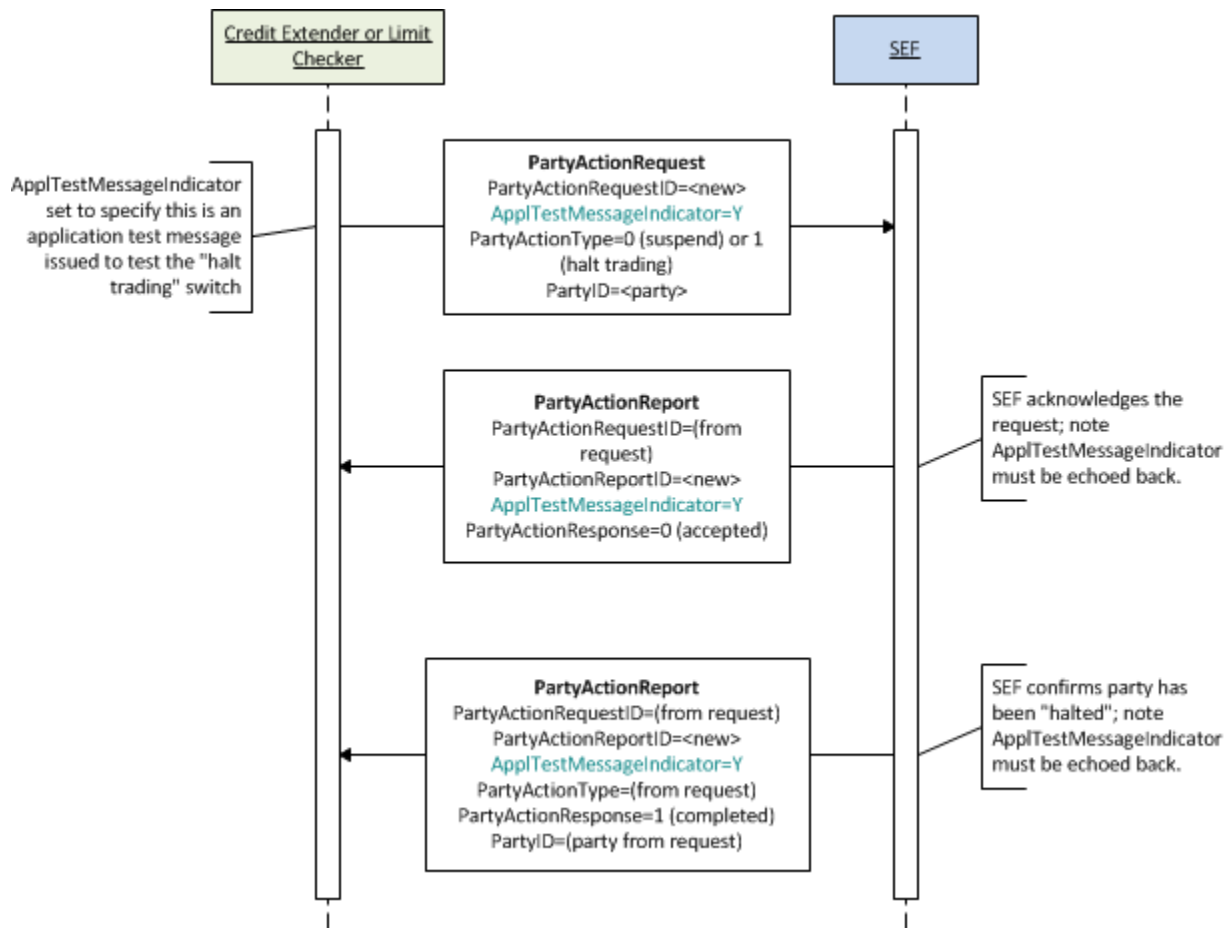 Credit Extender or Limit
Checker
SEF
ApplTestMessageIndicator
set to specify this is an
application test message
issued to test the "halt
trading" switch
PartyActionRequest
PartyActionRequestID=<new>
ApplTestMessageIndicator=Y
PartyActionType=0 (suspend) or 1
(halt trading)
PartyID=<party>
PartyActionReport
PartyActionRequestID=(from
request)
PartyActionReportID=<new>
ApplTestMessageIndicator=Y
PartyActionResponse=0 (accepted)
SEF acknowledges the
request; note
ApplTestMessageIndicator
must be echoed back.
PartyActionReport
PartyActionRequestID=(from request)
PartyActionReportID=<new>
ApplTestMessageIndicator=Y
PartyActionType=(from request)
PartyActionResponse=1 (completed)
PartyID=(party from request)
SEF confirms party has
been "halted"; note
ApplTestMessageIndicator
must be echoed back.